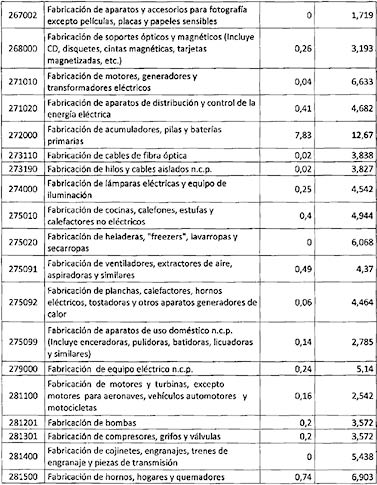 267002 Fabricación de aparatos y accesorios para fotografía 0 1,719
excepto películas, placas y papeles sensibles
268000 Fabricación de soportes ópticos y magnéticos (Incluye 0,26 3,193
CD, disquetes, cintas magnéticas, tarjetas
magnetizadas, etc.)
271010 Fabricación de motores, generadores y 0,04 6,633
transformadores eléctricos
271020 Fabricación de aparatos de distribución y control de la 0,41 4,682
energía eléctrica
272000 Fabricación de acumuladores, pilas y baterías 7,83 12,67
primarias
273110 Fabricación de cables de fibra óptica 0,02 3,838
273190 Fabricación de hilos y cables aislados n.c.p. 0,02 3,827
274000 Fabricación de lámparas eléctricas y equipo de 0,25 4,542
iluminación
275010 Fabricación de cocinas, calefones, estufas y 0,4 4,944
calefactores no eléctricos
275020 Fabricación de heladeras, "freezers", lavarropas y 0 6,068
secarropas
275091 Fabricación de ventiladores, extractores de aire, 0,49 4,37
aspiradoras y similares
275092 Fabricación de planchas, calefactores, hornos 0,06 4,464
eléctricos, tostadoras y otros aparatos generadores de
calor
275099 Fabricación de aparatos de uso doméstico n.c.p. 0,14 2,785
(Incluye enceradoras, pulidoras, batidoras, licuadoras
y similares)
279000 Fabricación de equipo eléctrico n.c.p. 0,24 5,14
281100 Fabricación de motores y turbinas, excepto 0,16 2,542
motores para aeronaves, vehículos automotores y
motocicletas
281201 Fabricación de bombas 0,2 3,572
281301 Fabricación de compresores, grifos y válvulas 0,2 3,572
281400 Fabricación de cojinetes, engranajes, trenes de 0 5,438
engranaje y piezas de transmisión
281500 Fabricación de hornos, hogares y quemadores 0,74 6,903